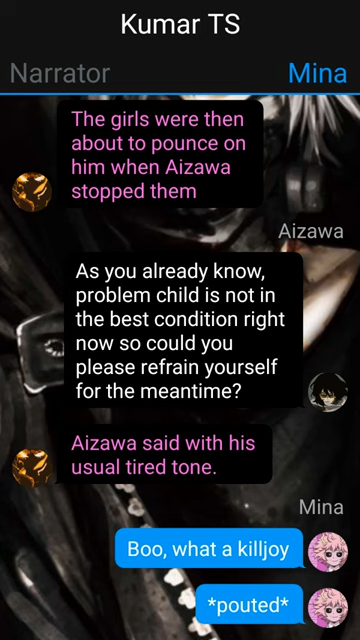 Kumar TS
Narrator
Mina
The girls were then
about to pounce on
him when Aizawa
stopped them
Aizawa
As you already know,
problem child is not in
the best condition right
now so could you
please refrain yourself
for the meantime?
Aizawa said with his
usual tired tone.
Mina
Boo, what a killjoy
*pouted*